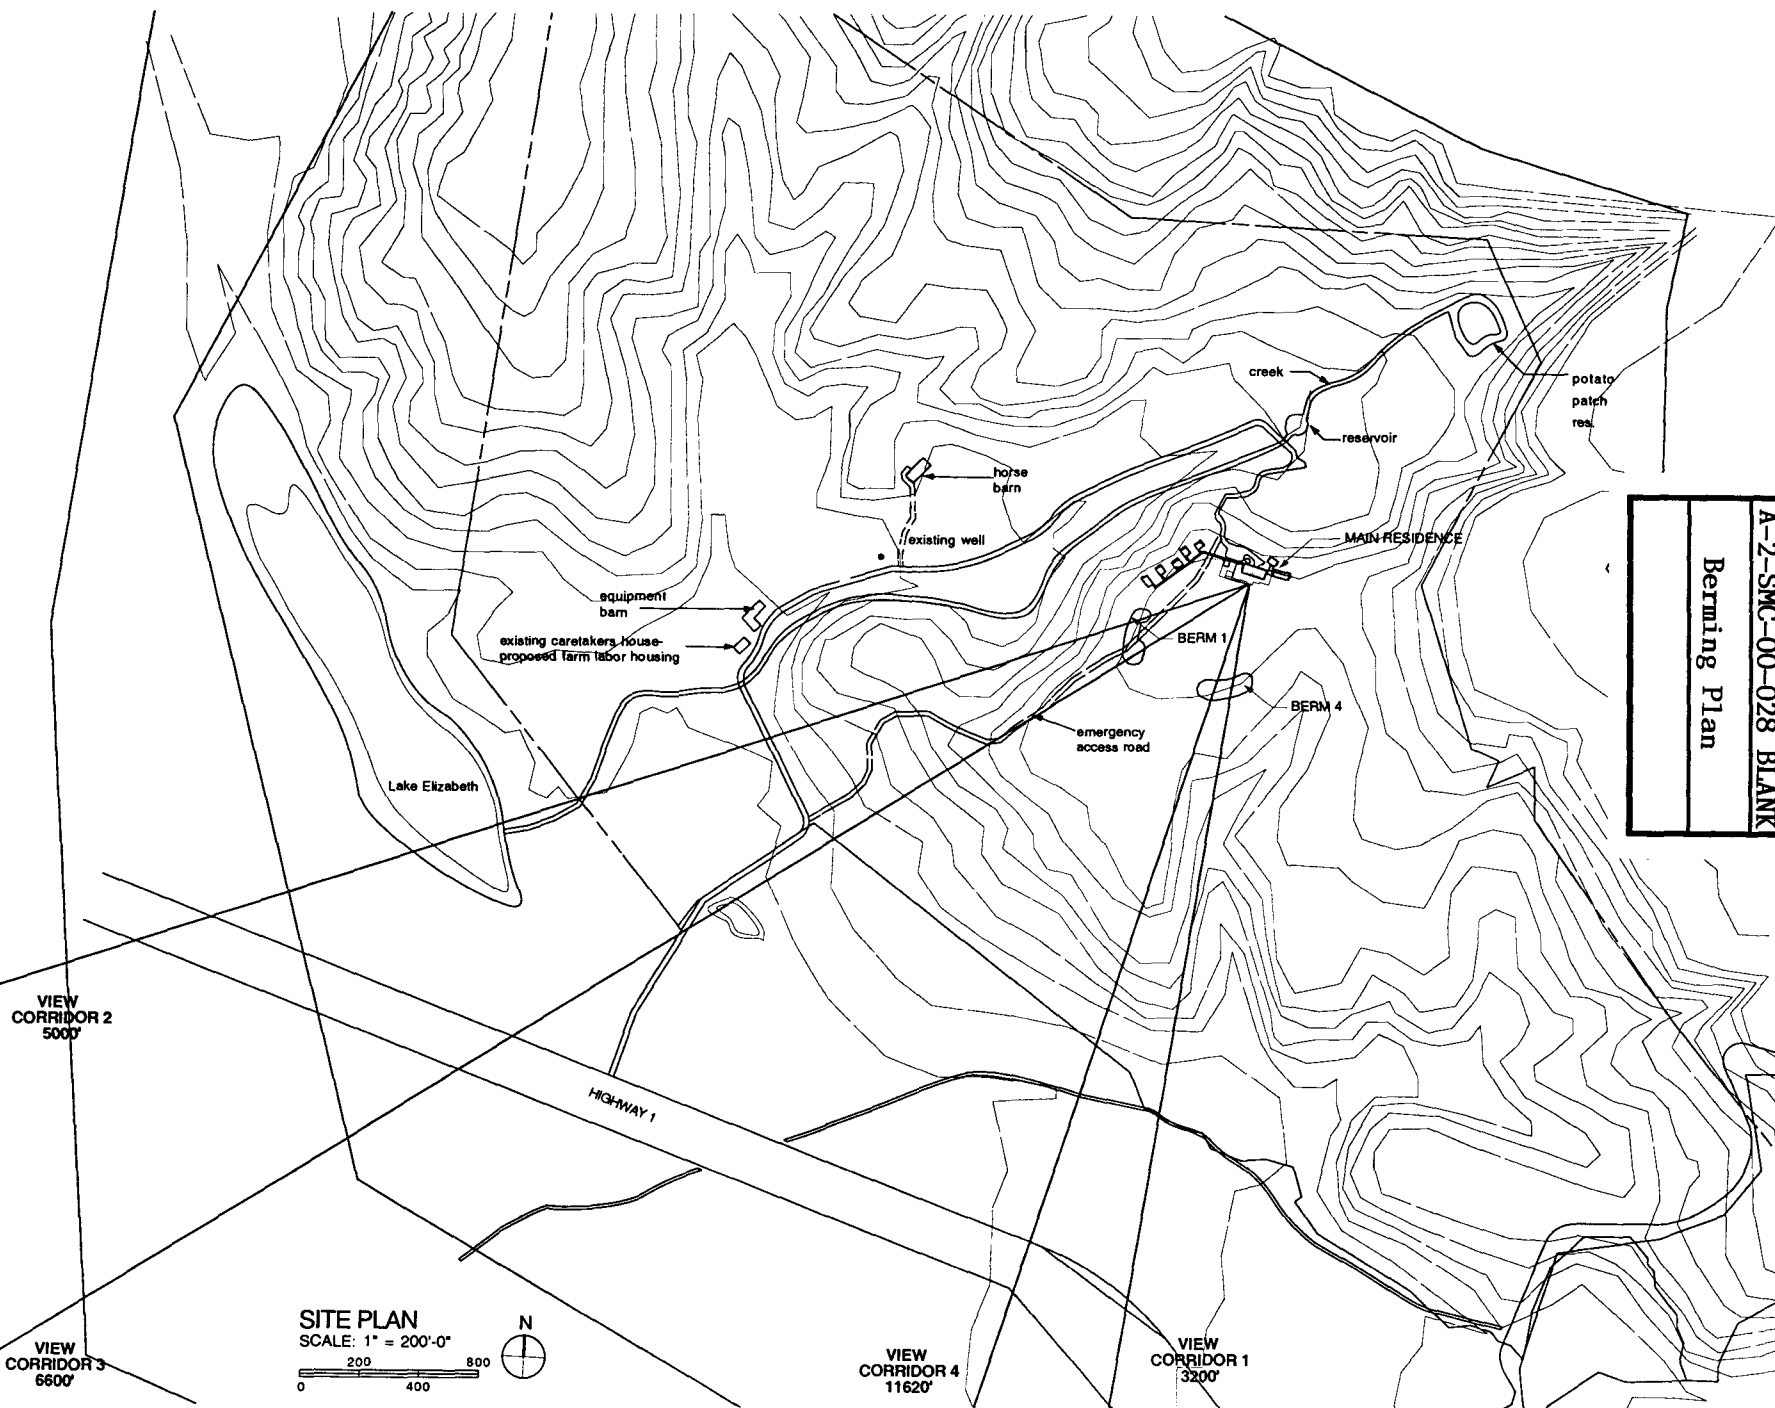 creek
potato
patch
res.
reservoir
horse
barn
existing well
MAIN RESIDENCE
equipment
barn
existing caretakers house-
proposed farm labor housing
BERM 1
BERM 4
emergency
access road
Lake Elizabeth
A-2-SMC-00-028 BLANK
Berming Plan
VIEW
CORRIDOR 2
5000'
HIGHWAY 1
SITE PLAN
SCALE: 1" = 200'-0"
N
200 800
0 400
VIEW
CORRIDOR 3
6600'
VIEW
CORRIDOR 4
11620'
VIEW
CORRIDOR 1
3200'